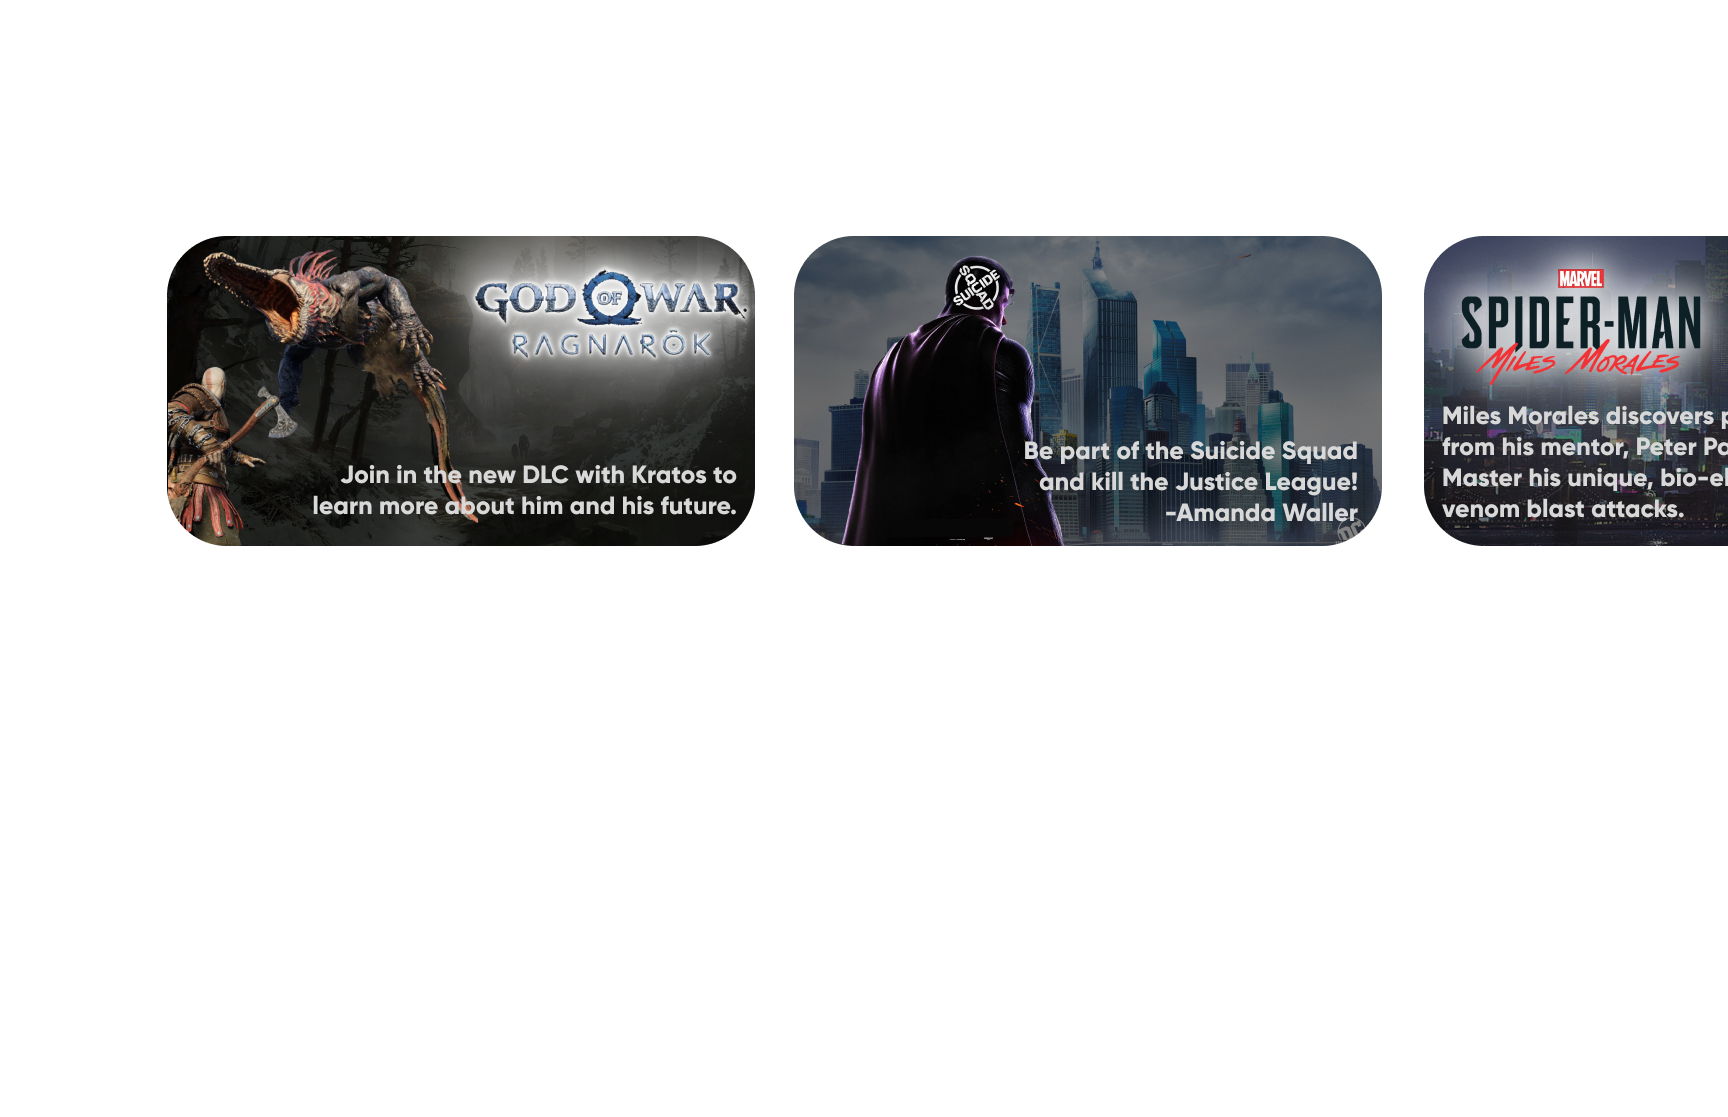 GOD OF WAR
RAGNARÖK
Join in the new DLC with Kratos to
learn more about him and his future.
SUICIDE
SQUAD
Be part of the Suicide Squad
and kill the Justice League!
-Amanda Waller
DC
MARVEL
SPIDER-MAN
MILES MORALES
Miles Morales discovers
from his mentor, Peter
Master his unique,
venom blast attacks.